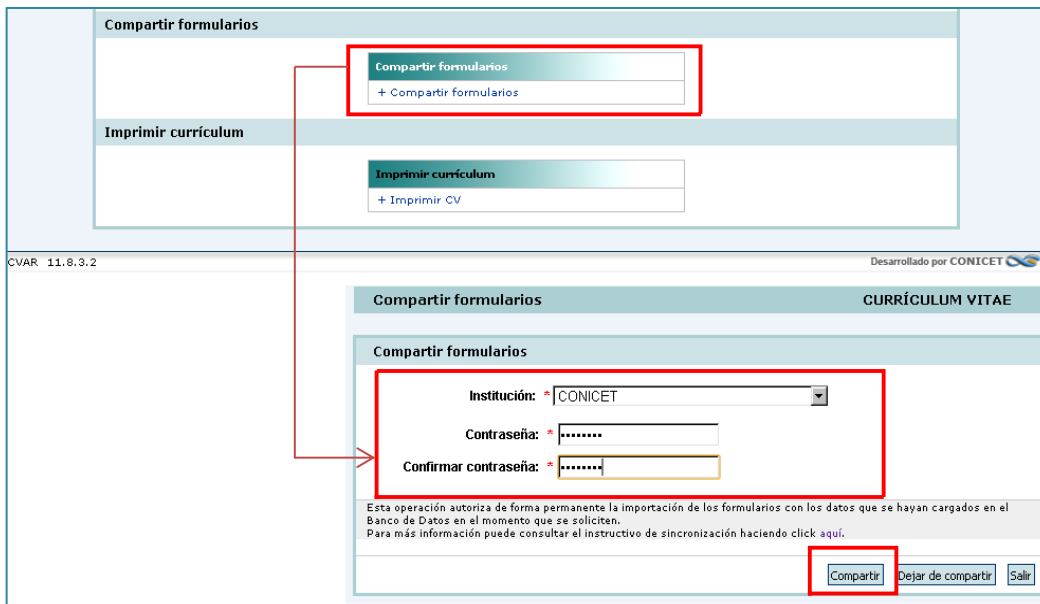 Compartir formularios
Compartir formularios
+ Compartir formularios
Imprimir currículum
Imprimir currículum
+ Imprimir CV
CVAR 11.8.3.2
Desarrollado por CONICET
Compartir formularios CURRÍCULUM VITAE
Compartir formularios
Institución: * CONICET
Contraseña: * ••••••••
Confirmar contraseña: * ••••••••
Esta operación autoriza de forma permanente la importación de los formularios con los datos que se hayan cargados en el
Banco de Datos en el momento que se soliciten.
Para más información puede consultar el instructivo de sincronización haciendo click aquí.
Compartir Dejar de compartir Salir